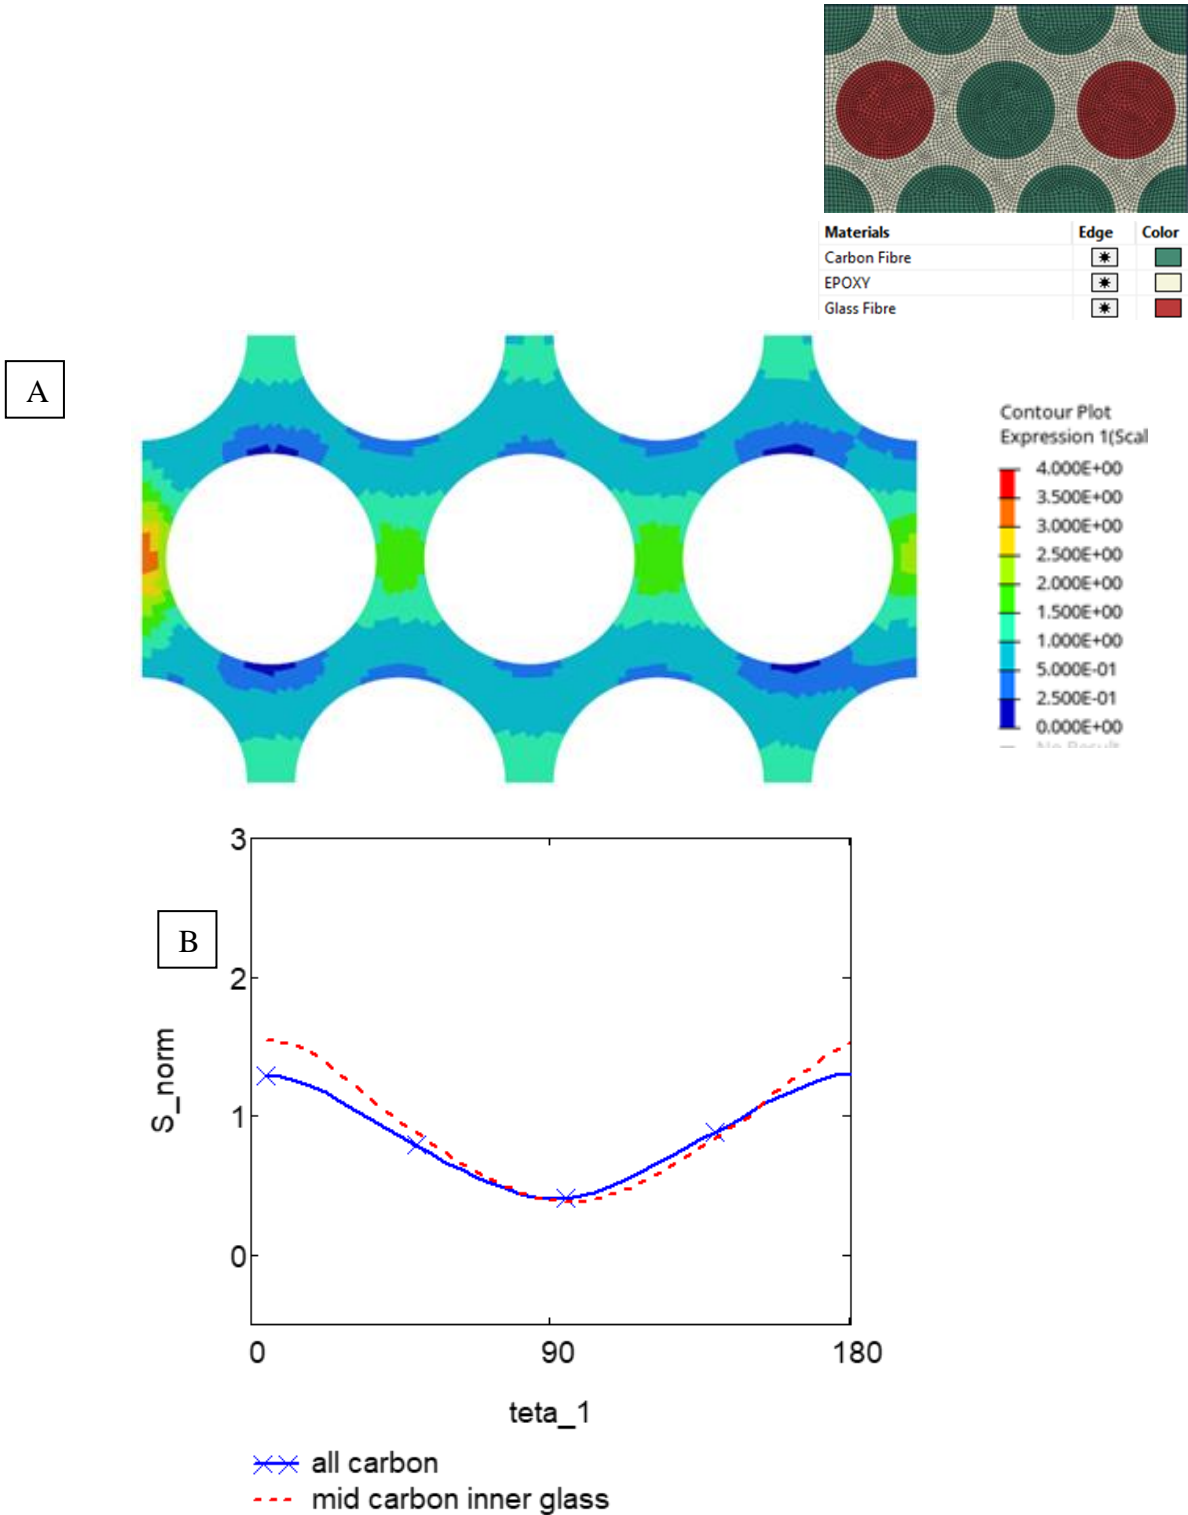 Materials Edge Color
Carbon Fibre
EPOXY
Glass Fibre
A
Contour Plot
Expression 1(Scal
4.000E+00
3.500E+00
3.000E+00
2.500E+00
2.000E+00
1.500E+00
1.000E+00
5.000E-01
2.500E-01
0.000E+00
No Result
B
3
2
1
0
S_norm
0 90 180
teta_1
all carbon
mid carbon inner glass